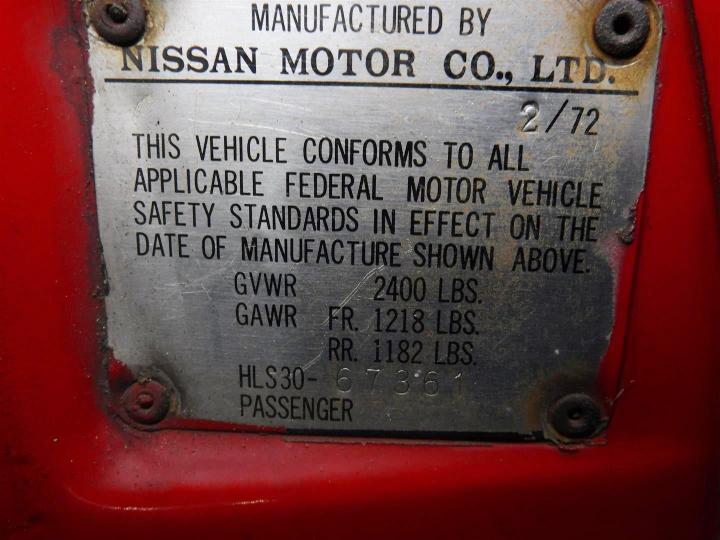 MANUFACTURED BY
NISSAN MOTOR CO., LTD.
2/72
THIS VEHICLE CONFORMS TO ALL
APPLICABLE FEDERAL MOTOR VEHICLE
SAFETY STANDARDS IN EFFECT ON THE
DATE OF MANUFACTURE SHOWN ABOVE.
GVWR 2400 LBS.
GAWR FR. 1218 LBS.
RR. 1182 LBS.
HLS30- 67361
PASSENGER